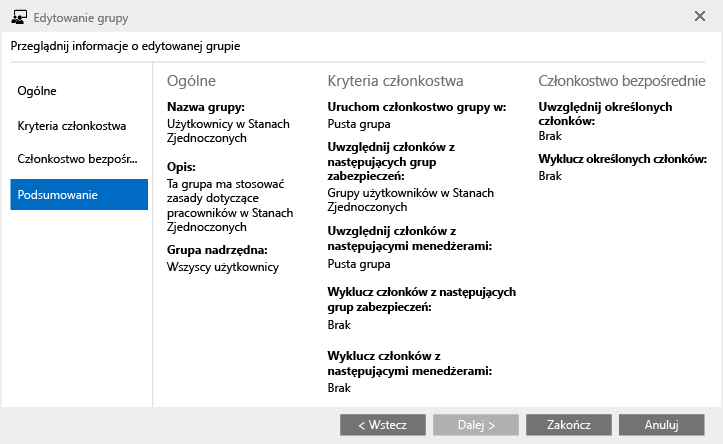 Edytowanie grupy
Przeglądnij informacje o edytowanej grupie
Ogólne
Kryteria członkostwa
Członkostwo bezpośr...
Podsumowanie
Ogólne
Nazwa grupy:
Użytkownicy w Stanach
Zjednoczonych
Opis:
Ta grupa ma stosować
zasady dotyczące
pracowników w Stanach
Zjednoczonych
Grupa nadrzędna:
Wszyscy użytkownicy
Kryteria członkostwa
Uruchom członkostwo grupy w:
Pusta grupa
Uwzględnij członków z
następujących grup
zabezpieczeń:
Grupy użytkowników w Stanach
Zjednoczonych
Uwzględnij członków z
następującymi menedżerami:
Pusta grupa
Wyklucz członków z następujących
grup zabezpieczeń:
Brak
Wyklucz członków z
następującymi menedżerami:
Brak
Członkostwo bezpośrednie
Uwzględnij określonych
członków:
Brak
Wyklucz określonych członków:
Brak
< Wstecz
Dalej >
Zakończ
Anuluj